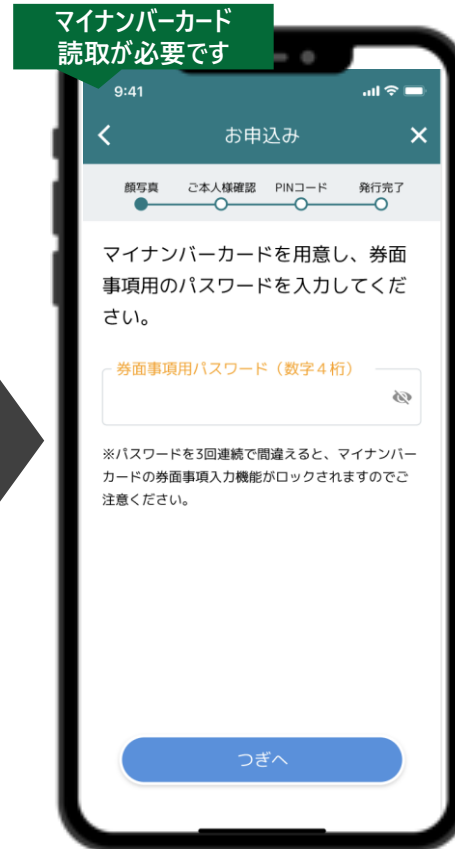 マイナンバーカード
読取が必要です
9:41
お申込み
顔写真 ご本人様確認 PINコード 発行完了
マイナンバーカードを用意し、券面
事項用のパスワードを入力してくだ
さい。
券面事項用パスワード（数字４桁）
※パスワードを3回連続で間違えると、マイナンバー
カードの券面事項入力機能がロックされますのでご
注意ください。
つぎへ